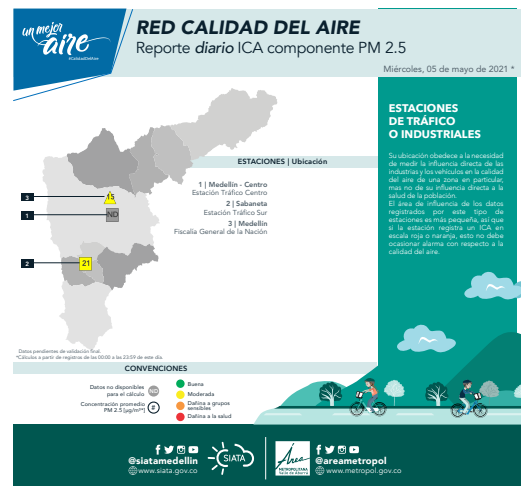 un mejor
aire
#CalidadDelAire
RED CALIDAD DEL AIRE
Reporte diario ICA componente PM 2.5
Miércoles, 05 de mayo de 2021 *
ESTACIONES
DE TRÁFICO
O INDUSTRIALES
Su ubicación obedece a la necesidad
de medir la influencia directa de las
industrias y los vehículos en la calidad
del aire de una zona en particular,
mas no de su influencia directa a la
salud de la población.
El área de influencia de los datos
registrados por este tipo de
estaciones es más pequeña, así que
si la estación registra un ICA en
escala roja o naranja, esto no debe
ocasionar alarma con respecto a la
calidad del aire.
ESTACIONES | Ubicación
1 | Medellín - Centro
Estación Tráfico Centro
2 | Sabaneta
Estación Tráfico Sur
3 | Medellín
Fiscalía General de la Nación
3
15
1
ND
2
21
Datos pendientes de validación final.
*Cálculos a partir de registros de las 00:00 a las 23:59 de este día.
CONVENCIONES
Datos no disponibles
para el cálculo
ND
Concentración promedio
PM 2.5 [µg/m³*]
#
Buena
Moderada
Dañina a grupos
sensibles
Dañina a la salud
@siatamedellin
www.siata.gov.co
SIATA
Área
METROPOLITANA
Valle de Aburrá
@areametropol
www.metropol.gov.co